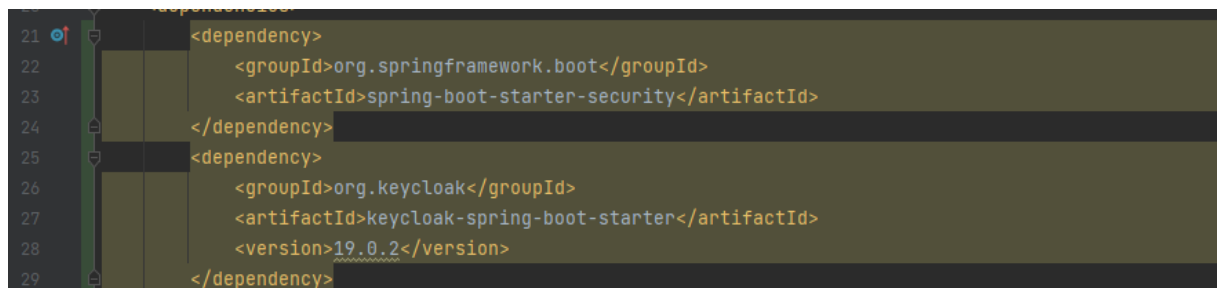 21 <dependency>
22 <groupId>org.springframework.boot</groupId>
23 <artifactId>spring-boot-starter-security</artifactId>
24 </dependency>
25 <dependency>
26 <groupId>org.keycloak</groupId>
27 <artifactId>keycloak-spring-boot-starter</artifactId>
28 <version>19.0.2</version>
29 </dependency>